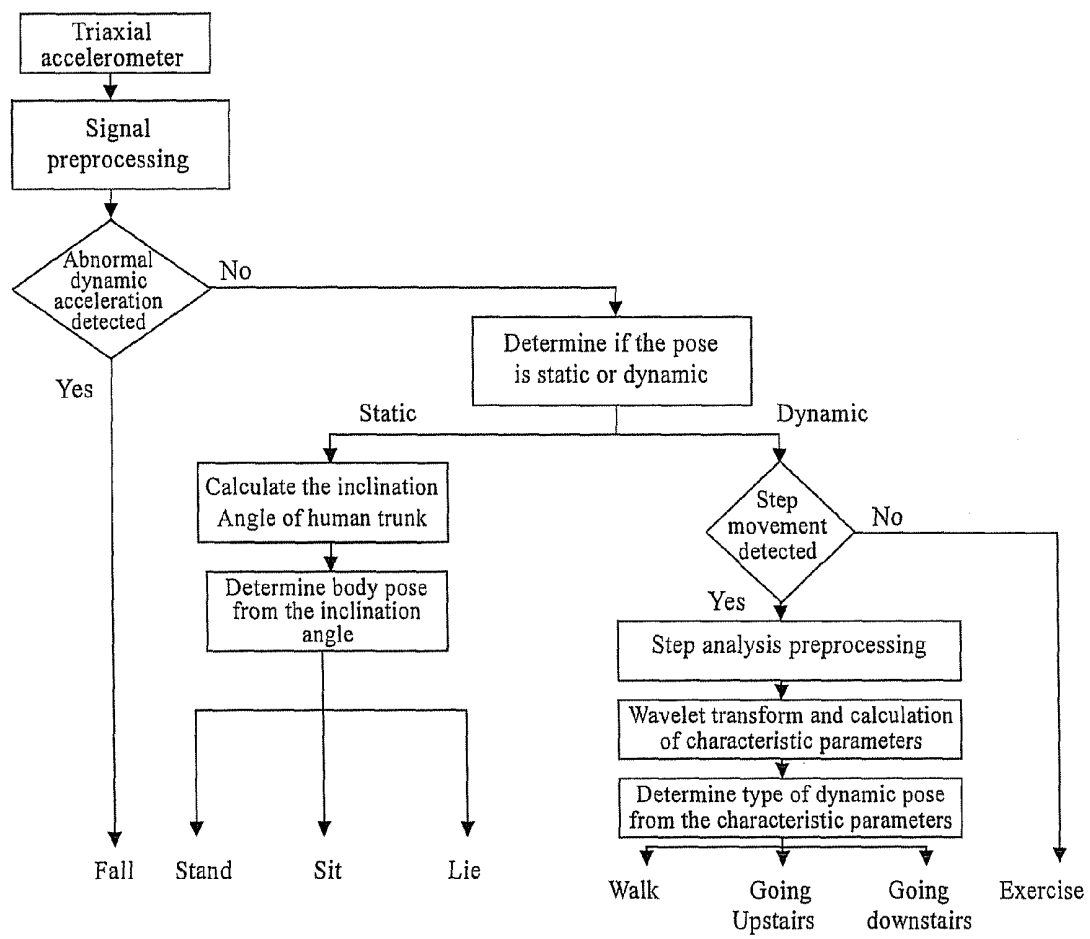 Triaxial
accelerometer
Signal
preprocessing
Abnormal
dynamic
acceleration
detected
No
Yes
Determine if the pose
is static or dynamic
Static
Dynamic
Calculate the inclination
Angle of human trunk
Determine body pose
from the inclination
angle
Step
movement
detected
No
Yes
Step analysis preprocessing
Wavelet transform and calculation
of characteristic parameters
Determine type of dynamic pose
from the characteristic parameters
Fall
Stand
Sit
Lie
Walk
Going
Upstairs
Going
downstairs
Exercise